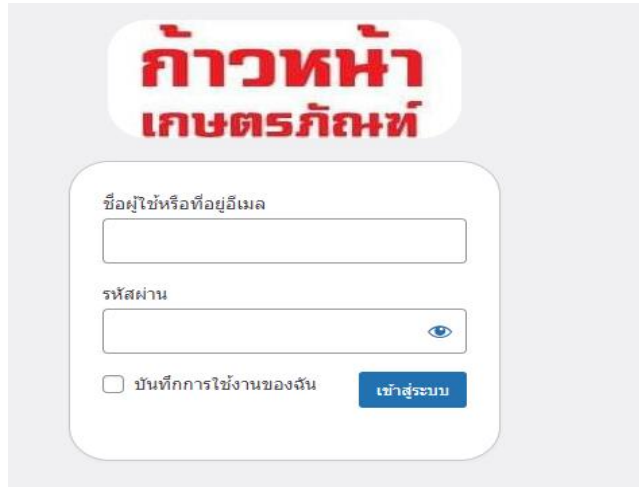 ก้าวหน้า
เกษตรภัณฑ์
ชื่อผู้ใช้หรือที่อยู่อีเมล
รหัสผ่าน
บันทึกการใช้งานของฉัน
เข้าสู่ระบบ